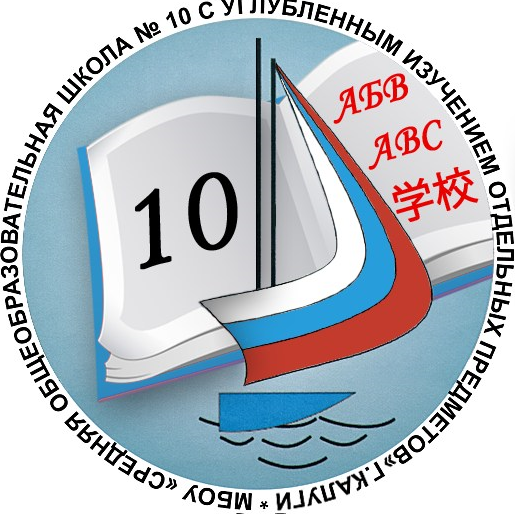 МБОУ «СРЕДНЯЯ ОБЩЕОБРАЗОВАТЕЛЬНАЯ ШКОЛА № 10 С УГЛУБЛЕННЫМ ИЗУЧЕНИЕМ ОТДЕЛЬНЫХ ПРЕДМЕТОВ» Г.КАЛУГИ *
10
АБВ
ABC
学校